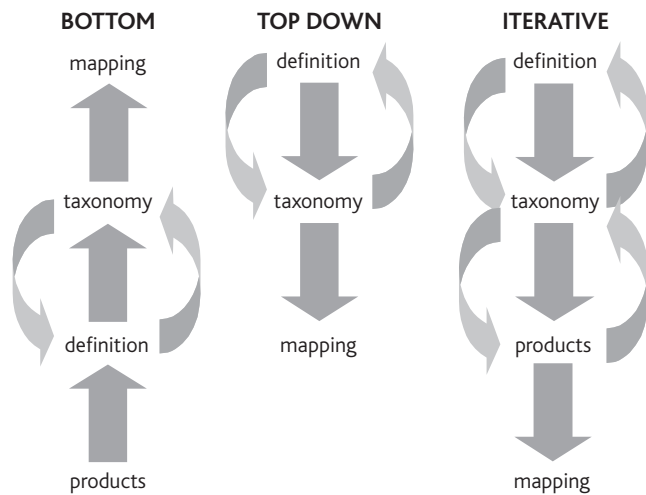 BOTTOM
mapping
taxonomy
definition
products
TOP DOWN
definition
taxonomy
mapping
ITERATIVE
definition
taxonomy
products
mapping